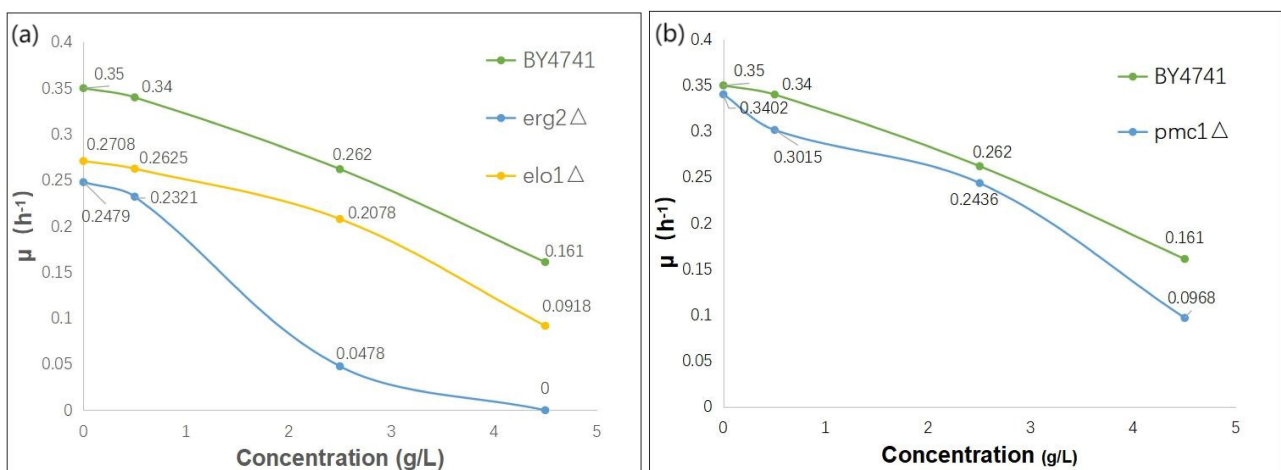 (a)
0.4
0.35
0.3
0.25
0.2
0.15
0.1
0.05
0
μ (h⁻¹)
0 1 2 3 4 5
Concentration (g/L)
BY4741
erg2△
elo1△
0.35
0.34
0.262
0.161
0.2708
0.2625
0.2078
0.0918
0.2479
0.2321
0.0478
0
(b)
0.4
0.35
0.3
0.25
0.2
0.15
0.1
0.05
0
μ (h⁻¹)
0 1 2 3 4 5
Concentration (g/L)
BY4741
pmc1△
0.35
0.34
0.262
0.161
0.3402
0.3015
0.2436
0.0968